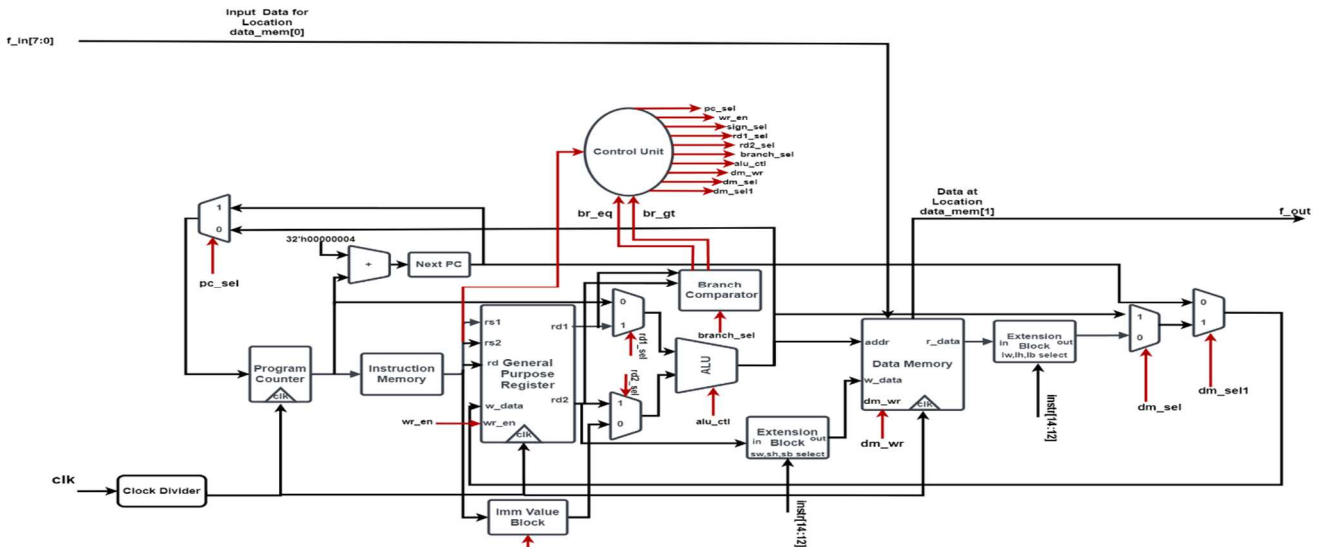 Input Data for
Location
data_mem[0]
f_in[7:0]
pc_sel
wr_en
sign_sel
rd1_sel
rd2_sel
branch_sel
alu_ctl
dm_wr
dm_sel
dm_sel1
Control Unit
br_eq
br_gt
Data at
Location
data_mem[1]
f_out
1
0
pc_sel
32'h00000004
+
Next PC
Branch
Comparator
branch_sel
0
1
rd1_sel
rs1
rs2
rd
w_data
wr_en
rd1
rd2
General
Purpose
Register
clk
wr_en
Program
Counter
clk
Instruction
Memory
rd2_sel
1
0
ALU
alu_ctl
addr
r_data
Data Memory
w_data
dm_wr
clk
dm_wr
Extension
in Block out
lw,lh,lb select
instr[14:12]
1
0
dm_sel
0
1
dm_sel1
Extension
in Block out
sw,sh,sb select
instr[14:12]
clk
Clock Divider
Imm Value
Block